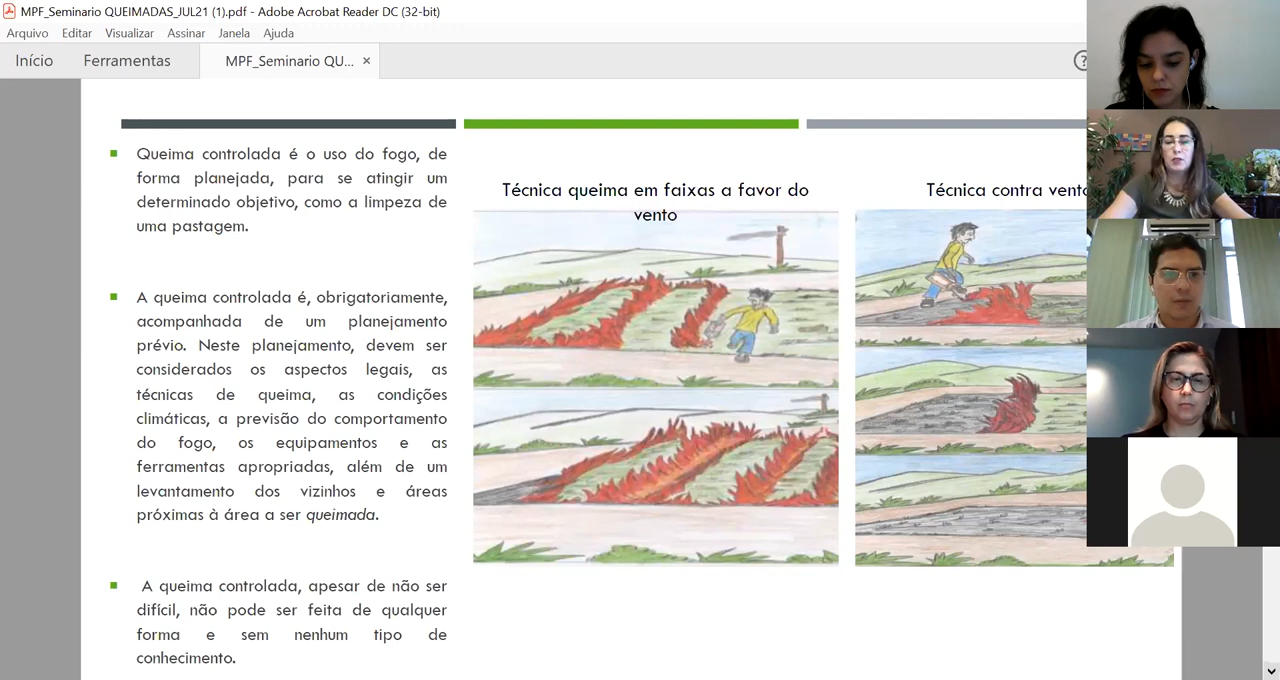 MPF_Seminario QUEIMADAS_JUL21 (1).pdf - Adobe Acrobat Reader DC (32-bit)
Arquivo Editar Visualizar Assinar Janela Ajuda
Início Ferramentas MPF_Seminario QU... ×
?
Queima controlada é o uso do fogo, de
forma planejada, para se atingir um
determinado objetivo, como a limpeza de
uma pastagem.
A queima controlada é, obrigatoriamente,
acompanhada de um planejamento
prévio. Neste planejamento, devem ser
considerados os aspectos legais, as
técnicas de queima, as condições
climáticas, a previsão do comportamento
do fogo, os equipamentos e as
ferramentas apropriadas, além de um
levantamento dos vizinhos e áreas
próximas à área a ser queimada.
A queima controlada, apesar de não ser
difícil, não pode ser feita de qualquer
forma e sem nenhum tipo de
conhecimento.
Técnica queima em faixas a favor do
vento
Técnica contra vento